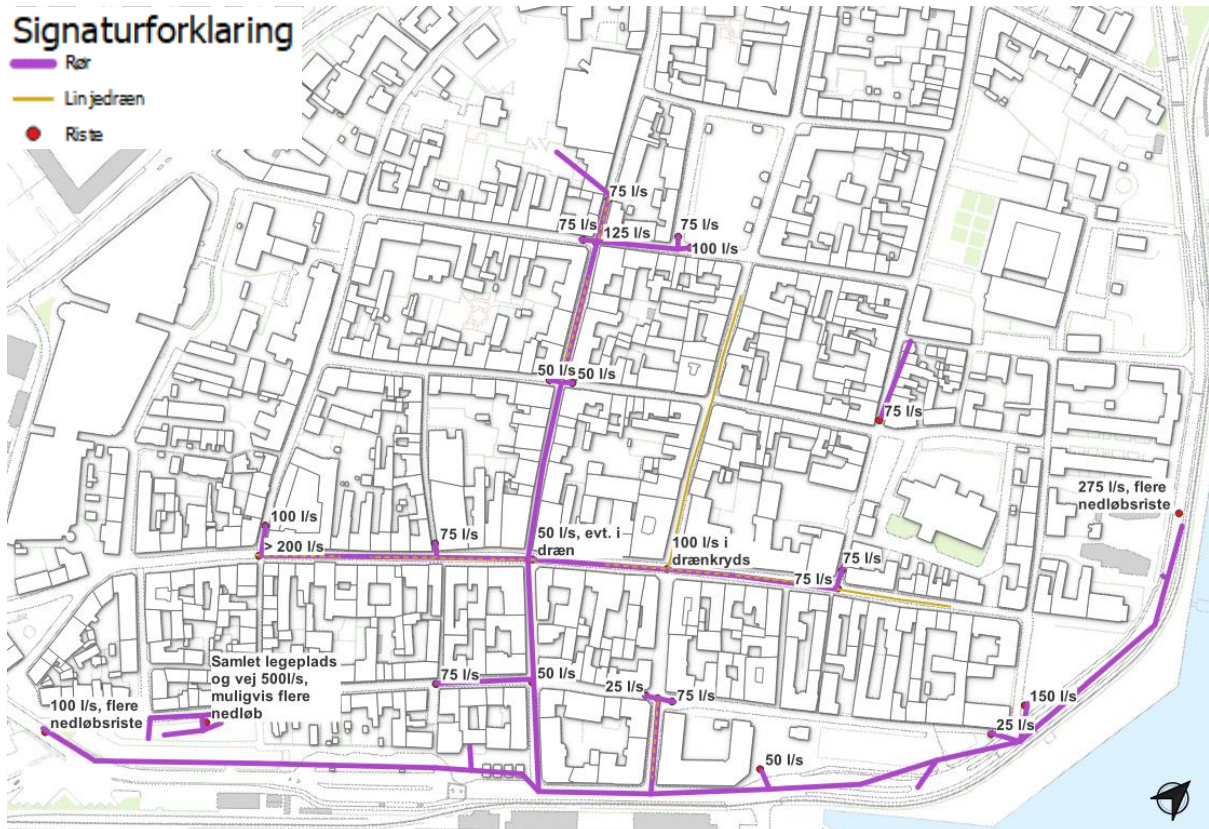 Signaturforklaring
Rør
Linjedræn
Riste
75 l/s
75 l/s
125 l/s
75 l/s
100 l/s
50 l/s
50 l/s
75 l/s
275 l/s, flere
nedløbsriste
100 l/s
> 200 l/s
75 l/s
50 l/s, evt. i
dræn
100 l/s i
drænkryds
75 l/s
75 l/s
Samlet legeplads
og vej 500l/s,
muligvis flere
nedløb
100 l/s, flere
nedløbsriste
75 l/s
50 l/s
25 l/s
75 l/s
150 l/s
25 l/s
50 l/s